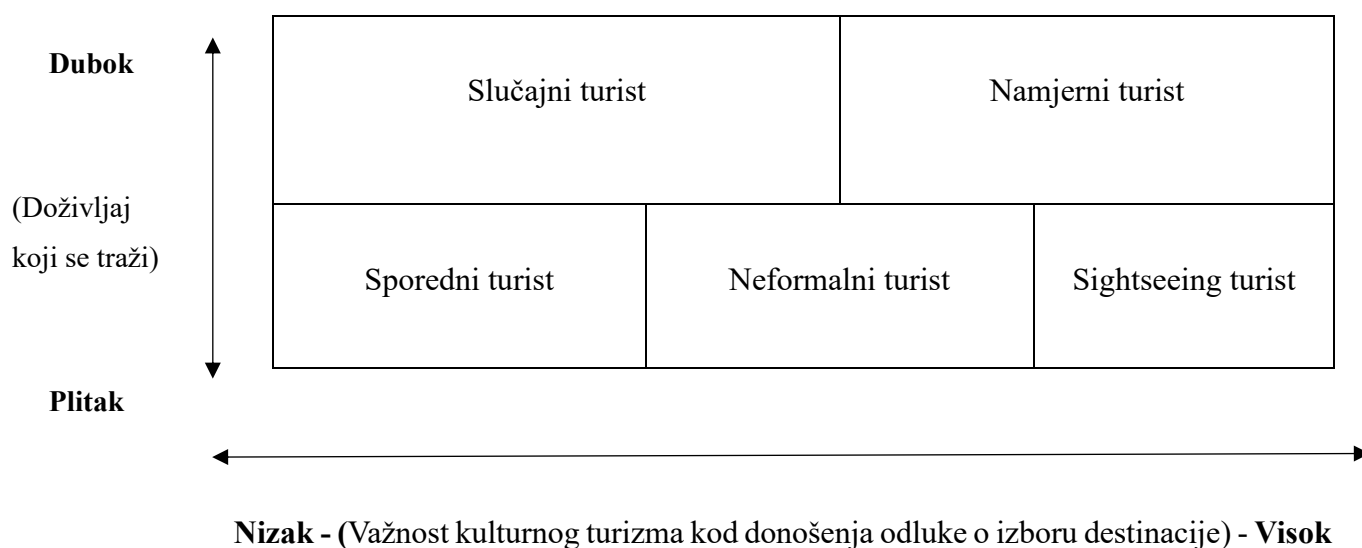 Dubok
Slučajni turist
Namjerni turist
(Doživljaj
koji se traži)
Sporedni turist
Neformalni turist
Sightseeing turist
Plitak
Nizak - (Važnost kulturnog turizma kod donošenja odluke o izboru destinacije) - Visok